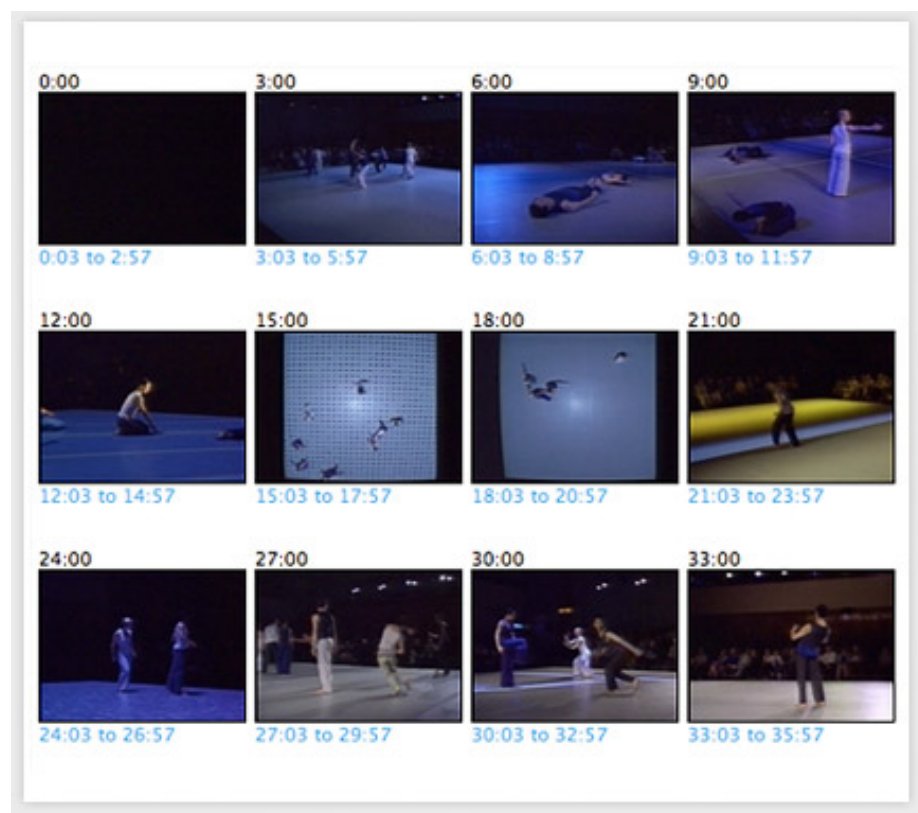 0:00 3:00 6:00 9:00
0:03 to 2:57 3:03 to 5:57 6:03 to 8:57 9:03 to 11:57
12:00 15:00 18:00 21:00
12:03 to 14:57 15:03 to 17:57 18:03 to 20:57 21:03 to 23:57
24:00 27:00 30:00 33:00
24:03 to 26:57 27:03 to 29:57 30:03 to 32:57 33:03 to 35:57